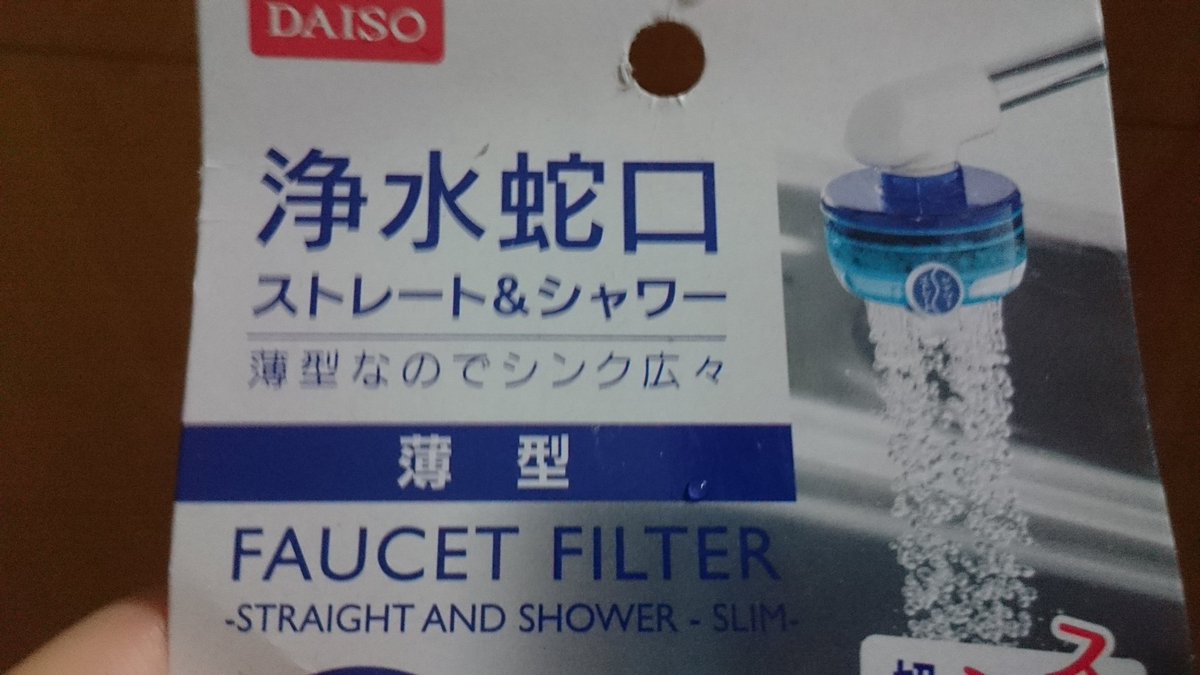 DAISO
浄水蛇口
ストレート&シャワー
薄型なのでシンク広々
薄型
FAUCET FILTER
-STRAIGHT AND SHOWER - SLIM-